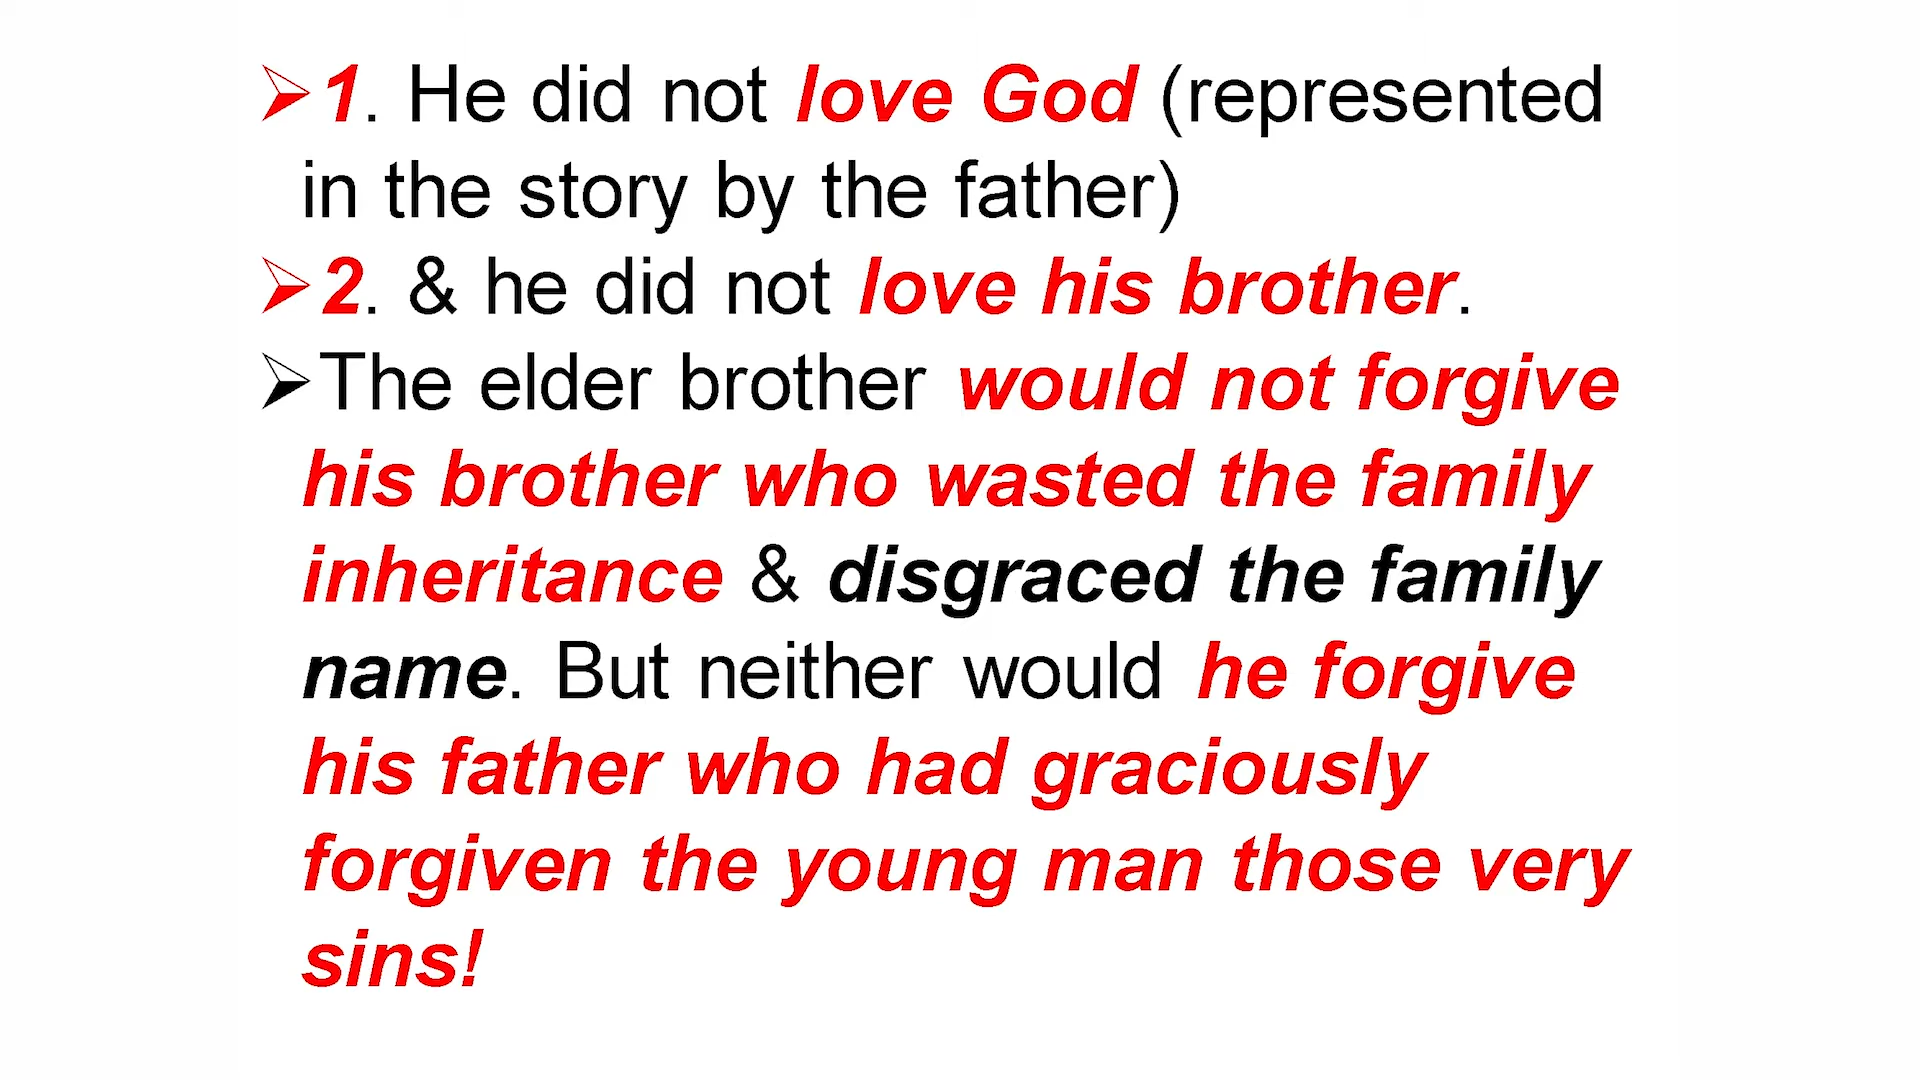 ➢1. He did not love God (represented
in the story by the father)
➢2. & he did not love his brother.
➢The elder brother would not forgive
his brother who wasted the family
inheritance & disgraced the family
name. But neither would he forgive
his father who had graciously
forgiven the young man those very
sins!